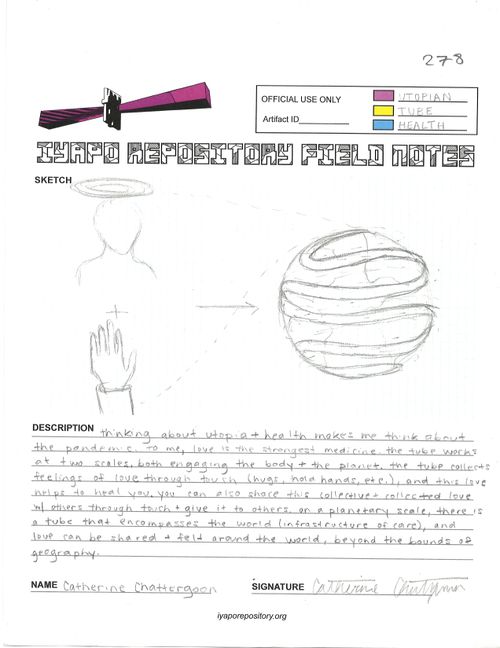 278
OFFICIAL USE ONLY
UTOPIAN
TUBE
Artifact ID
HEALTH
IYAPO REPOSITORY FIELD NOTES
SKETCH
DESCRIPTION thinking about utopia + health makes me think about
the pandemic. to me, love is the strongest medicine. the tube works
at two scales, both engaging the body + the planet. the tube collects
feelings of love through touch (hugs, hold hands, etc.), and this love
helps to heal you. you can also share this collective + collected love
w/ others through touch + give it to others. on a planetary scale, there is
a tube that encompasses the world (infrastructure of care), and
love can be shared + felt around the world, beyond the bounds of
geography.
NAME Catherine Chattergoon
SIGNATURE Catherine
iyaporepository.org